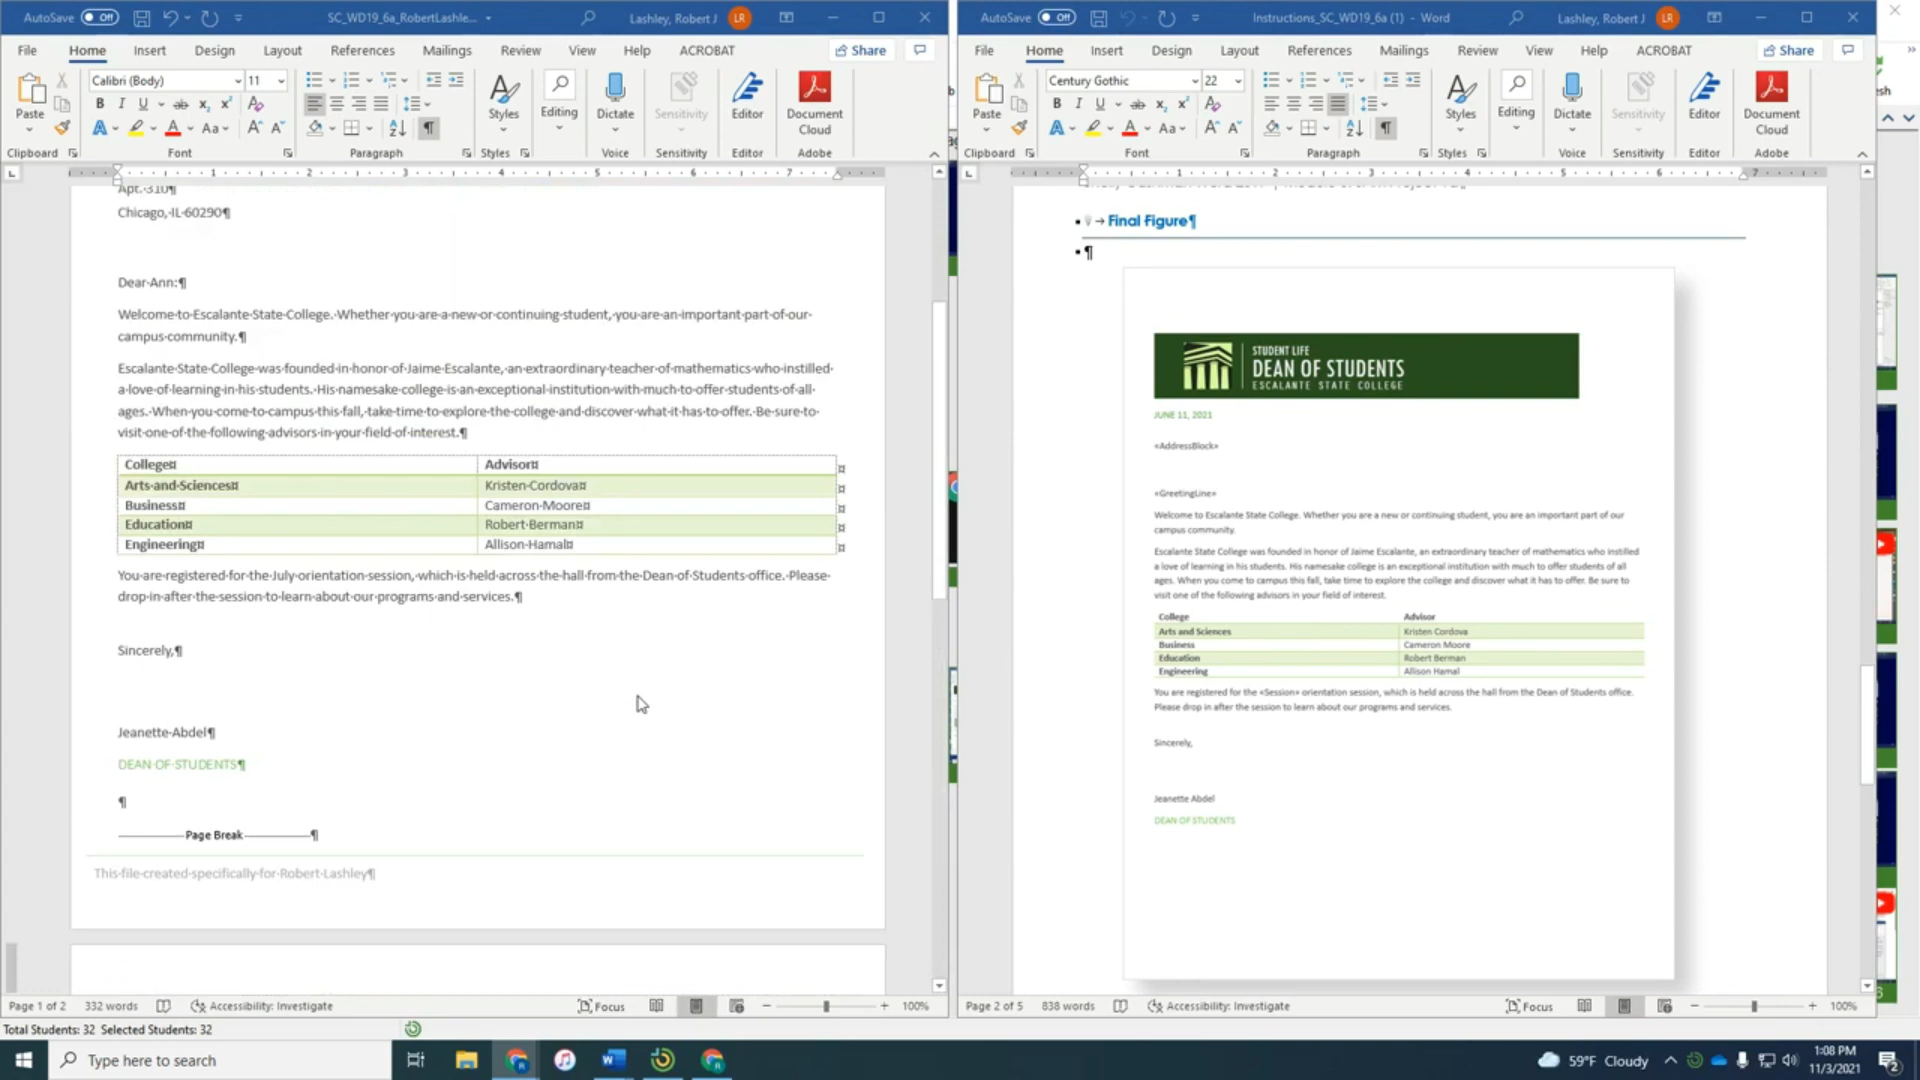 AutoSave Off SC_WD19_6a_RobertLashle... Lashley, Robert J LR
File Home Insert Design Layout References Mailings Review View Help ACROBAT Share
Calibri (Body) 11
Paste Styles Editing Dictate Sensitivity Editor Document Cloud
Clipboard Font Paragraph Styles Voice Sensitivity Editor Adobe
Apt. 310¶
Chicago,·IL·60290¶
Dear·Ann:¶
Welcome·to·Escalante·State·College.·Whether·you·are·a·new·or·continuing·student,·you·are·an·important·part·of·our·
campus·community.¶
Escalante·State·College·was·founded·in·honor·of·Jaime·Escalante,·an·extraordinary·teacher·of·mathematics·who·instilled·
a·love·of·learning·in·his·students.·His·namesake·college·is·an·exceptional·institution·with·much·to·offer·students·of·all·
ages.·When·you·come·to·campus·this·fall,·take·time·to·explore·the·college·and·discover·what·it·has·to·offer.·Be·sure·to·
visit·one·of·the·following·advisors·in·your·field·of·interest.¶
College¤ Advisor¤
Arts·and·Sciences¤ Kristen·Cordova¤
Business¤ Cameron·Moore¤
Education¤ Robert·Berman¤
Engineering¤ Allison·Hamal¤
You·are·registered·for·the·July·orientation·session,·which·is·held·across·the·hall·from·the·Dean·of·Students·office.·Please·
drop·in·after·the·session·to·learn·about·our·programs·and·services.¶
Sincerely,¶
Jeanette·Abdel¶
DEAN·OF·STUDENTS¶
¶
Page Break ¶
This·file·created·specifically·for·Robert·Lashley¶
Page 1 of 2 332 words Accessibility: Investigate Focus 100%
Total Students: 32 Selected Students: 32
AutoSave Off Instructions_SC_WD19_6a (1) - Word Lashley, Robert J LR
File Home Insert Design Layout References Mailings Review View Help ACROBAT Share
Century Gothic 22
Paste Styles Editing Dictate Sensitivity Editor Document Cloud
Clipboard Font Paragraph Styles Voice Sensitivity Editor Adobe
Final Figure¶
¶
STUDENT LIFE
DEAN OF STUDENTS
ESCALANTE STATE COLLEGE
JUNE 11, 2021
«AddressBlock»
«GreetingLine»
Welcome to Escalante State College. Whether you are a new or continuing student, you are an important part of our
campus community.
Escalante State College was founded in honor of Jaime Escalante, an extraordinary teacher of mathematics who instilled
a love of learning in his students. His namesake college is an exceptional institution with much to offer students of all
ages. When you come to campus this fall, take time to explore the college and discover what it has to offer. Be sure to
visit one of the following advisors in your field of interest.
College Advisor
Arts and Sciences Kristen Cordova
Business Cameron Moore
Education Robert Berman
Engineering Allison Hamal
You are registered for the «Session» orientation session, which is held across the hall from the Dean of Students office.
Please drop in after the session to learn about our programs and services.
Sincerely,
Jeanette Abdel
DEAN OF STUDENTS
Page 2 of 5 838 words Accessibility: Investigate Focus 100%
Type here to search
59°F Cloudy 1:08 PM
11/3/2021 2